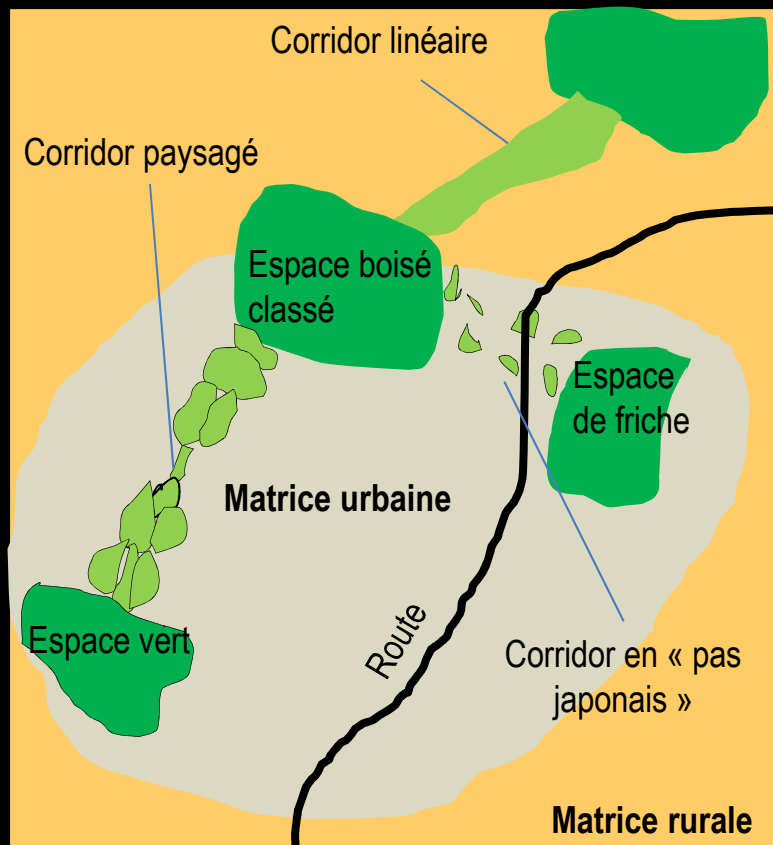 Corridor linéaire
Corridor paysagé
Espace boisé
classé
Espace
de friche
Matrice urbaine
Route
Espace vert
Corridor en « pas
japonais »
Matrice rurale